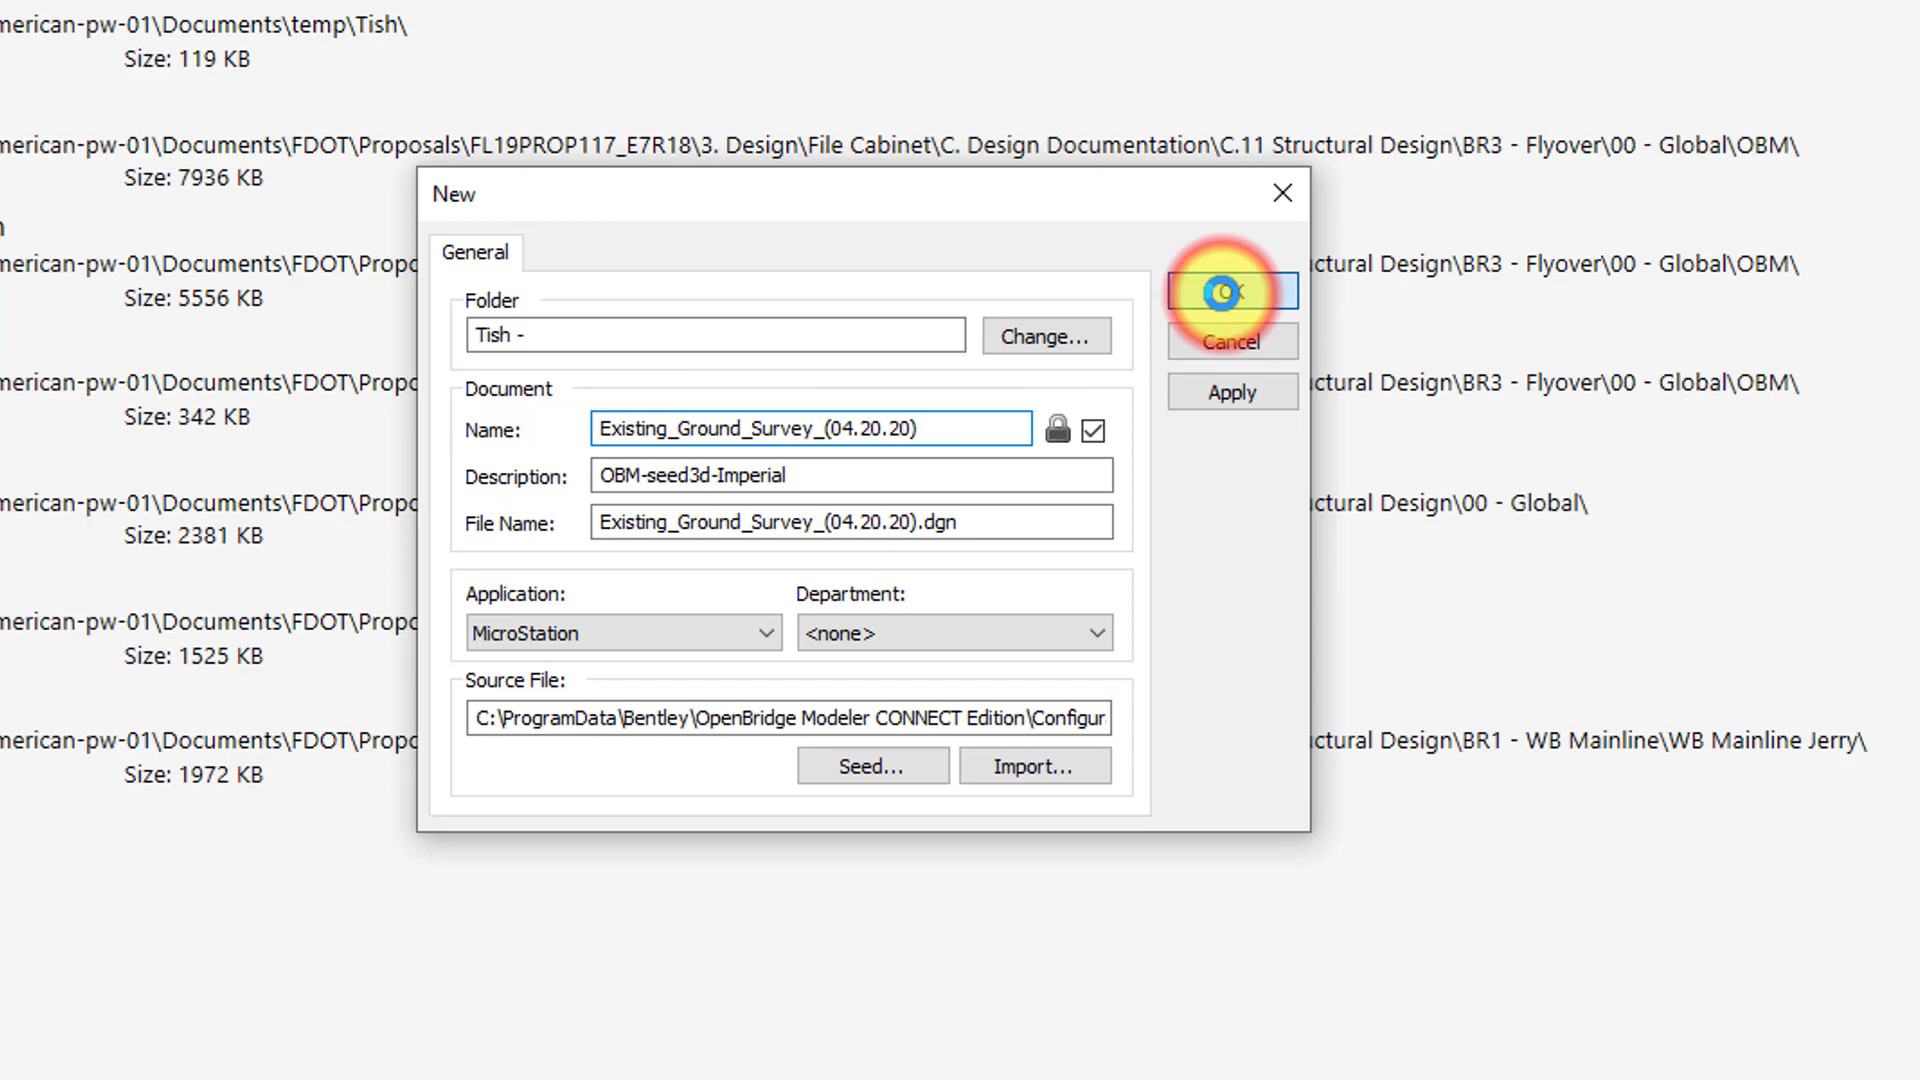 merican-pw-01\Documents\temp\Tish\
Size: 119 KB
merican-pw-01\Documents\FDOT\Proposals\FL19PROP117_E7R18\3. Design\File Cabinet\C. Design Documentation\C.11 Structural Design\BR3 - Flyover\00 - Global\OBM\
Size: 7936 KB
New
n
General
merican-pw-01\Documents\FDOT\Propo
uctural Design\BR3 - Flyover\00 - Global\OBM\
Size: 5556 KB
Folder
OK
Tish -
Change...
Cancel
merican-pw-01\Documents\FDOT\Propo
Document
Apply
uctural Design\BR3 - Flyover\00 - Global\OBM\
Size: 342 KB
Name:
Existing_Ground_Survey_(04.20.20)
Description:
OBM-seed3d-Imperial
merican-pw-01\Documents\FDOT\Propo
uctural Design\00 - Global\
Size: 2381 KB
File Name:
Existing_Ground_Survey_(04.20.20).dgn
Application:
Department:
merican-pw-01\Documents\FDOT\Propo
MicroStation
<none>
Size: 1525 KB
Source File:
C:\ProgramData\Bentley\OpenBridge Modeler CONNECT Edition\Configur
merican-pw-01\Documents\FDOT\Propo
uctural Design\BR1 - WB Mainline\WB Mainline Jerry\
Size: 1972 KB
Seed...
Import...